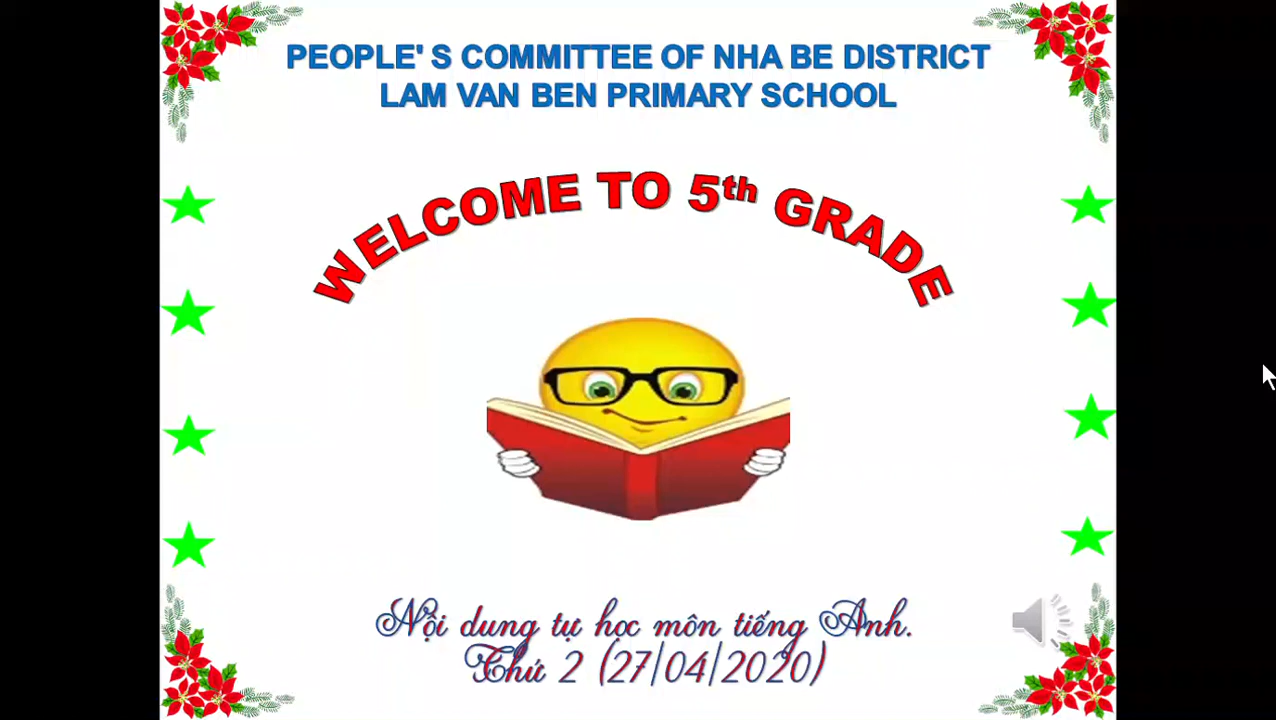 PEOPLE' S COMMITTEE OF NHA BE DISTRICT
LAM VAN BEN PRIMARY SCHOOL
WELCOME TO 5th GRADE
Nội dung tự học môn tiếng Anh.
Thứ 2 (27/04/2020)